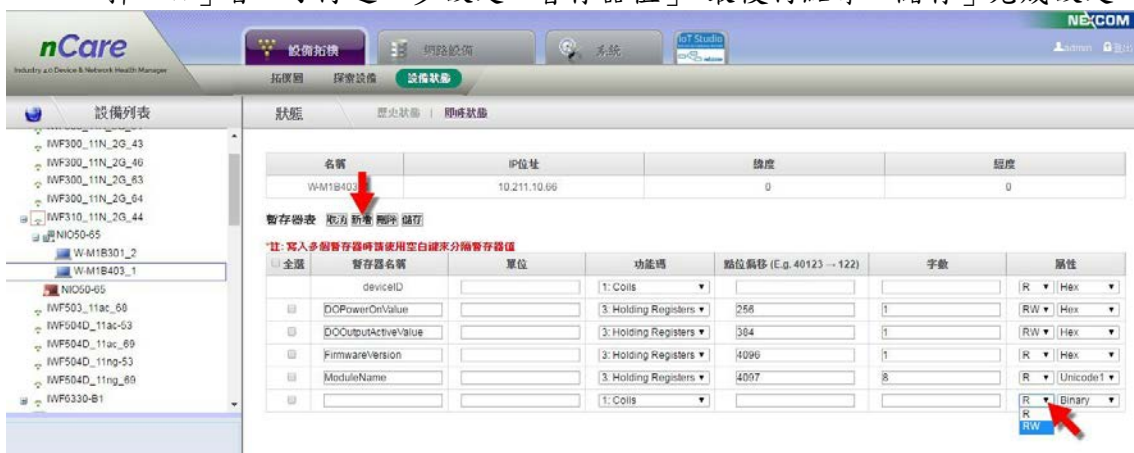 NEXCOM
nCare
Industry 4.0 Device & Network Health Manager
設備拓樸 網路設備 系統 IoT Studio
admin 登出
拓樸圖 探索設備 設備狀態
設備列表
狀態 歷史狀態 | 即時狀態
IWF300_11N_2G_43
IWF300_11N_2G_46
IWF300_11N_2G_63
IWF300_11N_2G_64
IWF310_11N_2G_44
NIO50-65
W-M1B301_2
W-M1B403_1
NIO50-65
IWF503_11ac_68
IWF504D_11ac-53
IWF504D_11ac_69
IWF504D_11ng-53
IWF504D_11ng_69
IWF6330-B1
名稱 IP位址 緯度 經度
W-M1B403 10.211.10.66 0 0
暫存器表 取消 新增 刪除 儲存
*註: 寫入多個暫存器時請使用空白鍵來分隔暫存器值
全選 暫存器名稱 單位 功能碼 點位偏移 (E.g. 40123 → 122) 字數 屬性
deviceID 1: Coils R Hex
DOPowerOnValue 3: Holding Registers 256 1 RW Hex
DOOutputActiveValue 3: Holding Registers 384 1 RW Hex
FirmwareVersion 3: Holding Registers 4096 1 R Hex
ModuleName 3: Holding Registers 4097 8 R Unicode1
1: Coils R Binary
R
RW